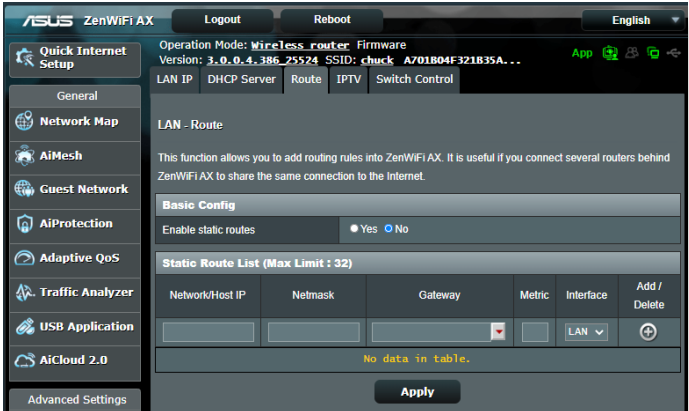 ASUS ZenWiFi AX Logout Reboot English
Quick Internet Setup
General
Network Map
AiMesh
Guest Network
AiProtection
Adaptive QoS
Traffic Analyzer
USB Application
AiCloud 2.0
Advanced Settings
Operation Mode: Wireless router Firmware
Version: 3.0.0.4.386_25524 SSID: chuck A701B04F321B35A...
App
LAN IP DHCP Server Route IPTV Switch Control
LAN - Route
This function allows you to add routing rules into ZenWiFi AX. It is useful if you connect several routers behind
ZenWiFi AX to share the same connection to the Internet.
Basic Config
Enable static routes Yes No
Static Route List (Max Limit : 32)
Network/Host IP Netmask Gateway Metric Interface Add / Delete
LAN
No data in table.
Apply